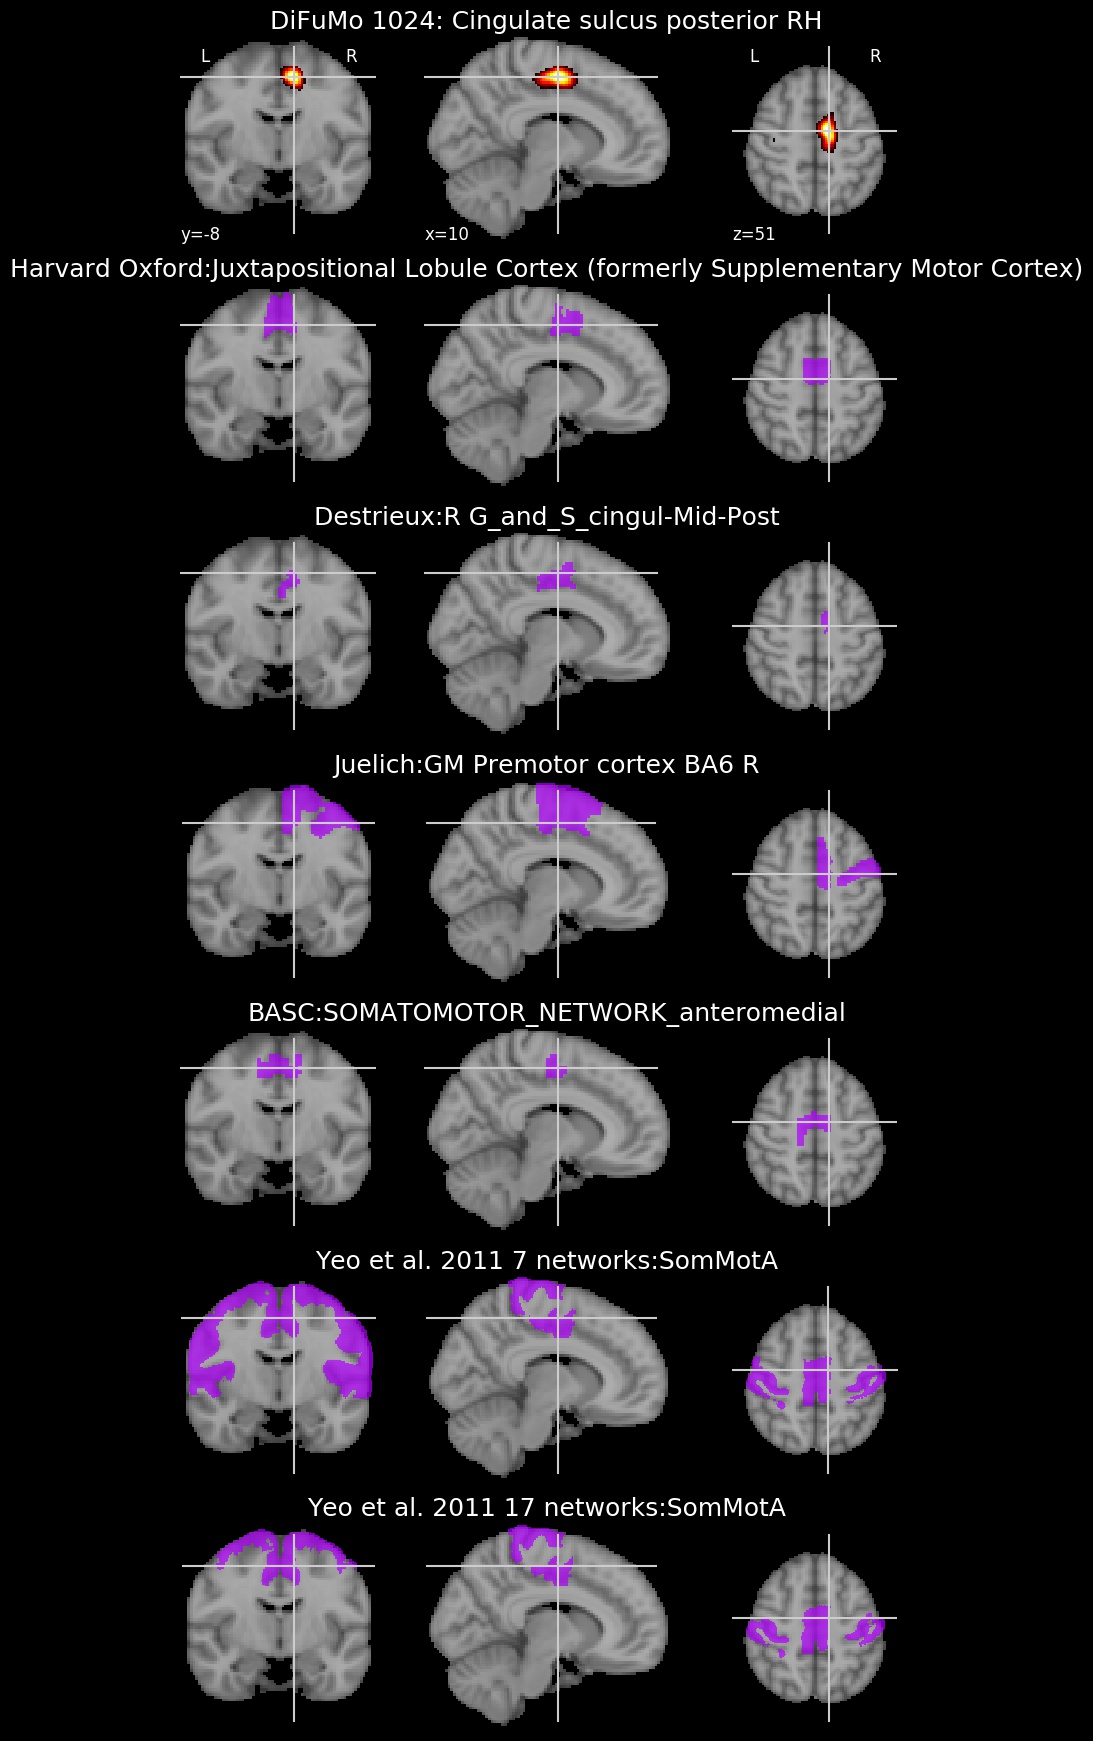 DiFuMo 1024: Cingulate sulcus posterior RH
L R L R
y=-8 x=10 z=51
Harvard Oxford:Juxtapositional Lobule Cortex (formerly Supplementary Motor Cortex)
Destrieux:R G_and_S_cingul-Mid-Post
Juelich:GM Premotor cortex BA6 R
BASC:SOMATOMOTOR_NETWORK_anteromedial
Yeo et al. 2011 7 networks:SomMotA
Yeo et al. 2011 17 networks:SomMotA